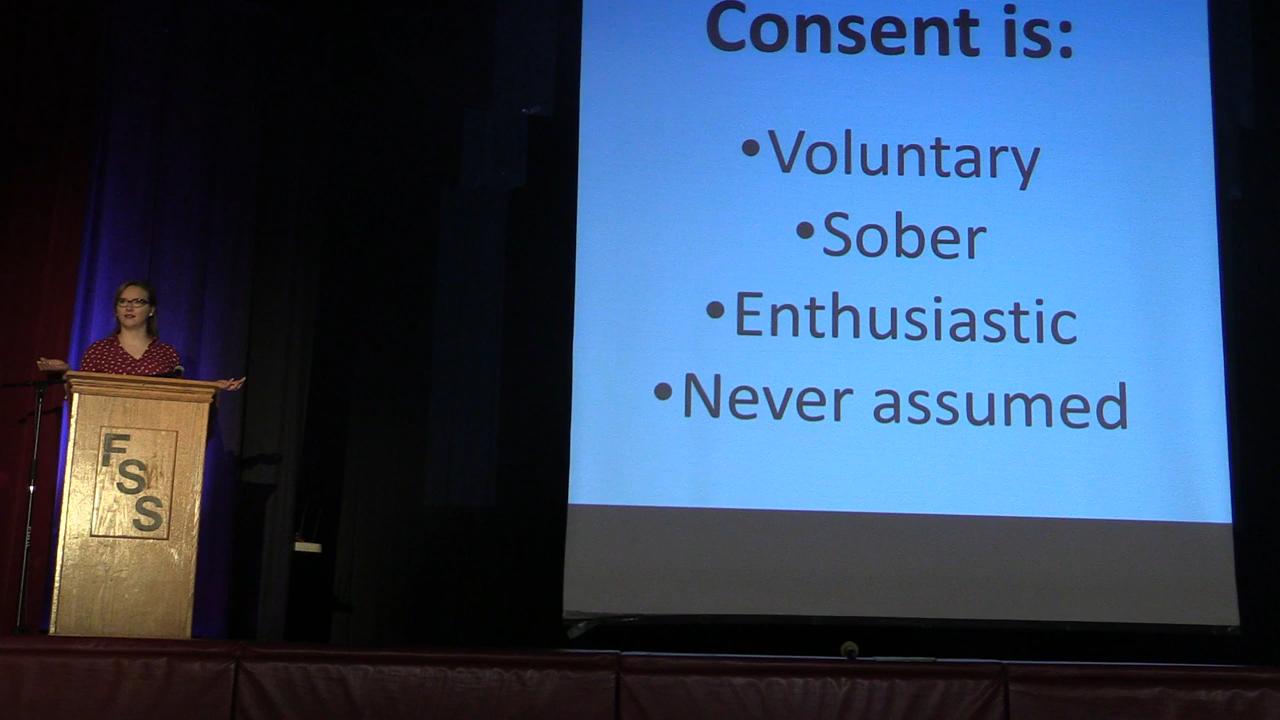 Consent is:
•Voluntary
•Sober
•Enthusiastic
•Never assumed
FSS